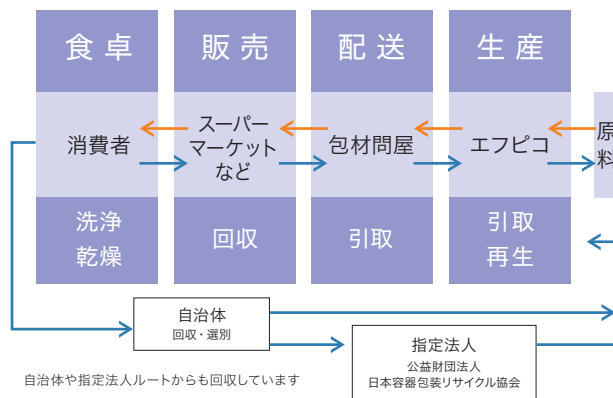 食卓
販売
配送
生産
消費者
スーパー
マーケット
など
包材問屋
エフピコ
原
料
洗浄
乾燥
回収
引取
引取
再生
自治体
回収・選別
指定法人
公益財団法人
日本容器包装リサイクル協会
自治体や指定法人ルートからも回収しています